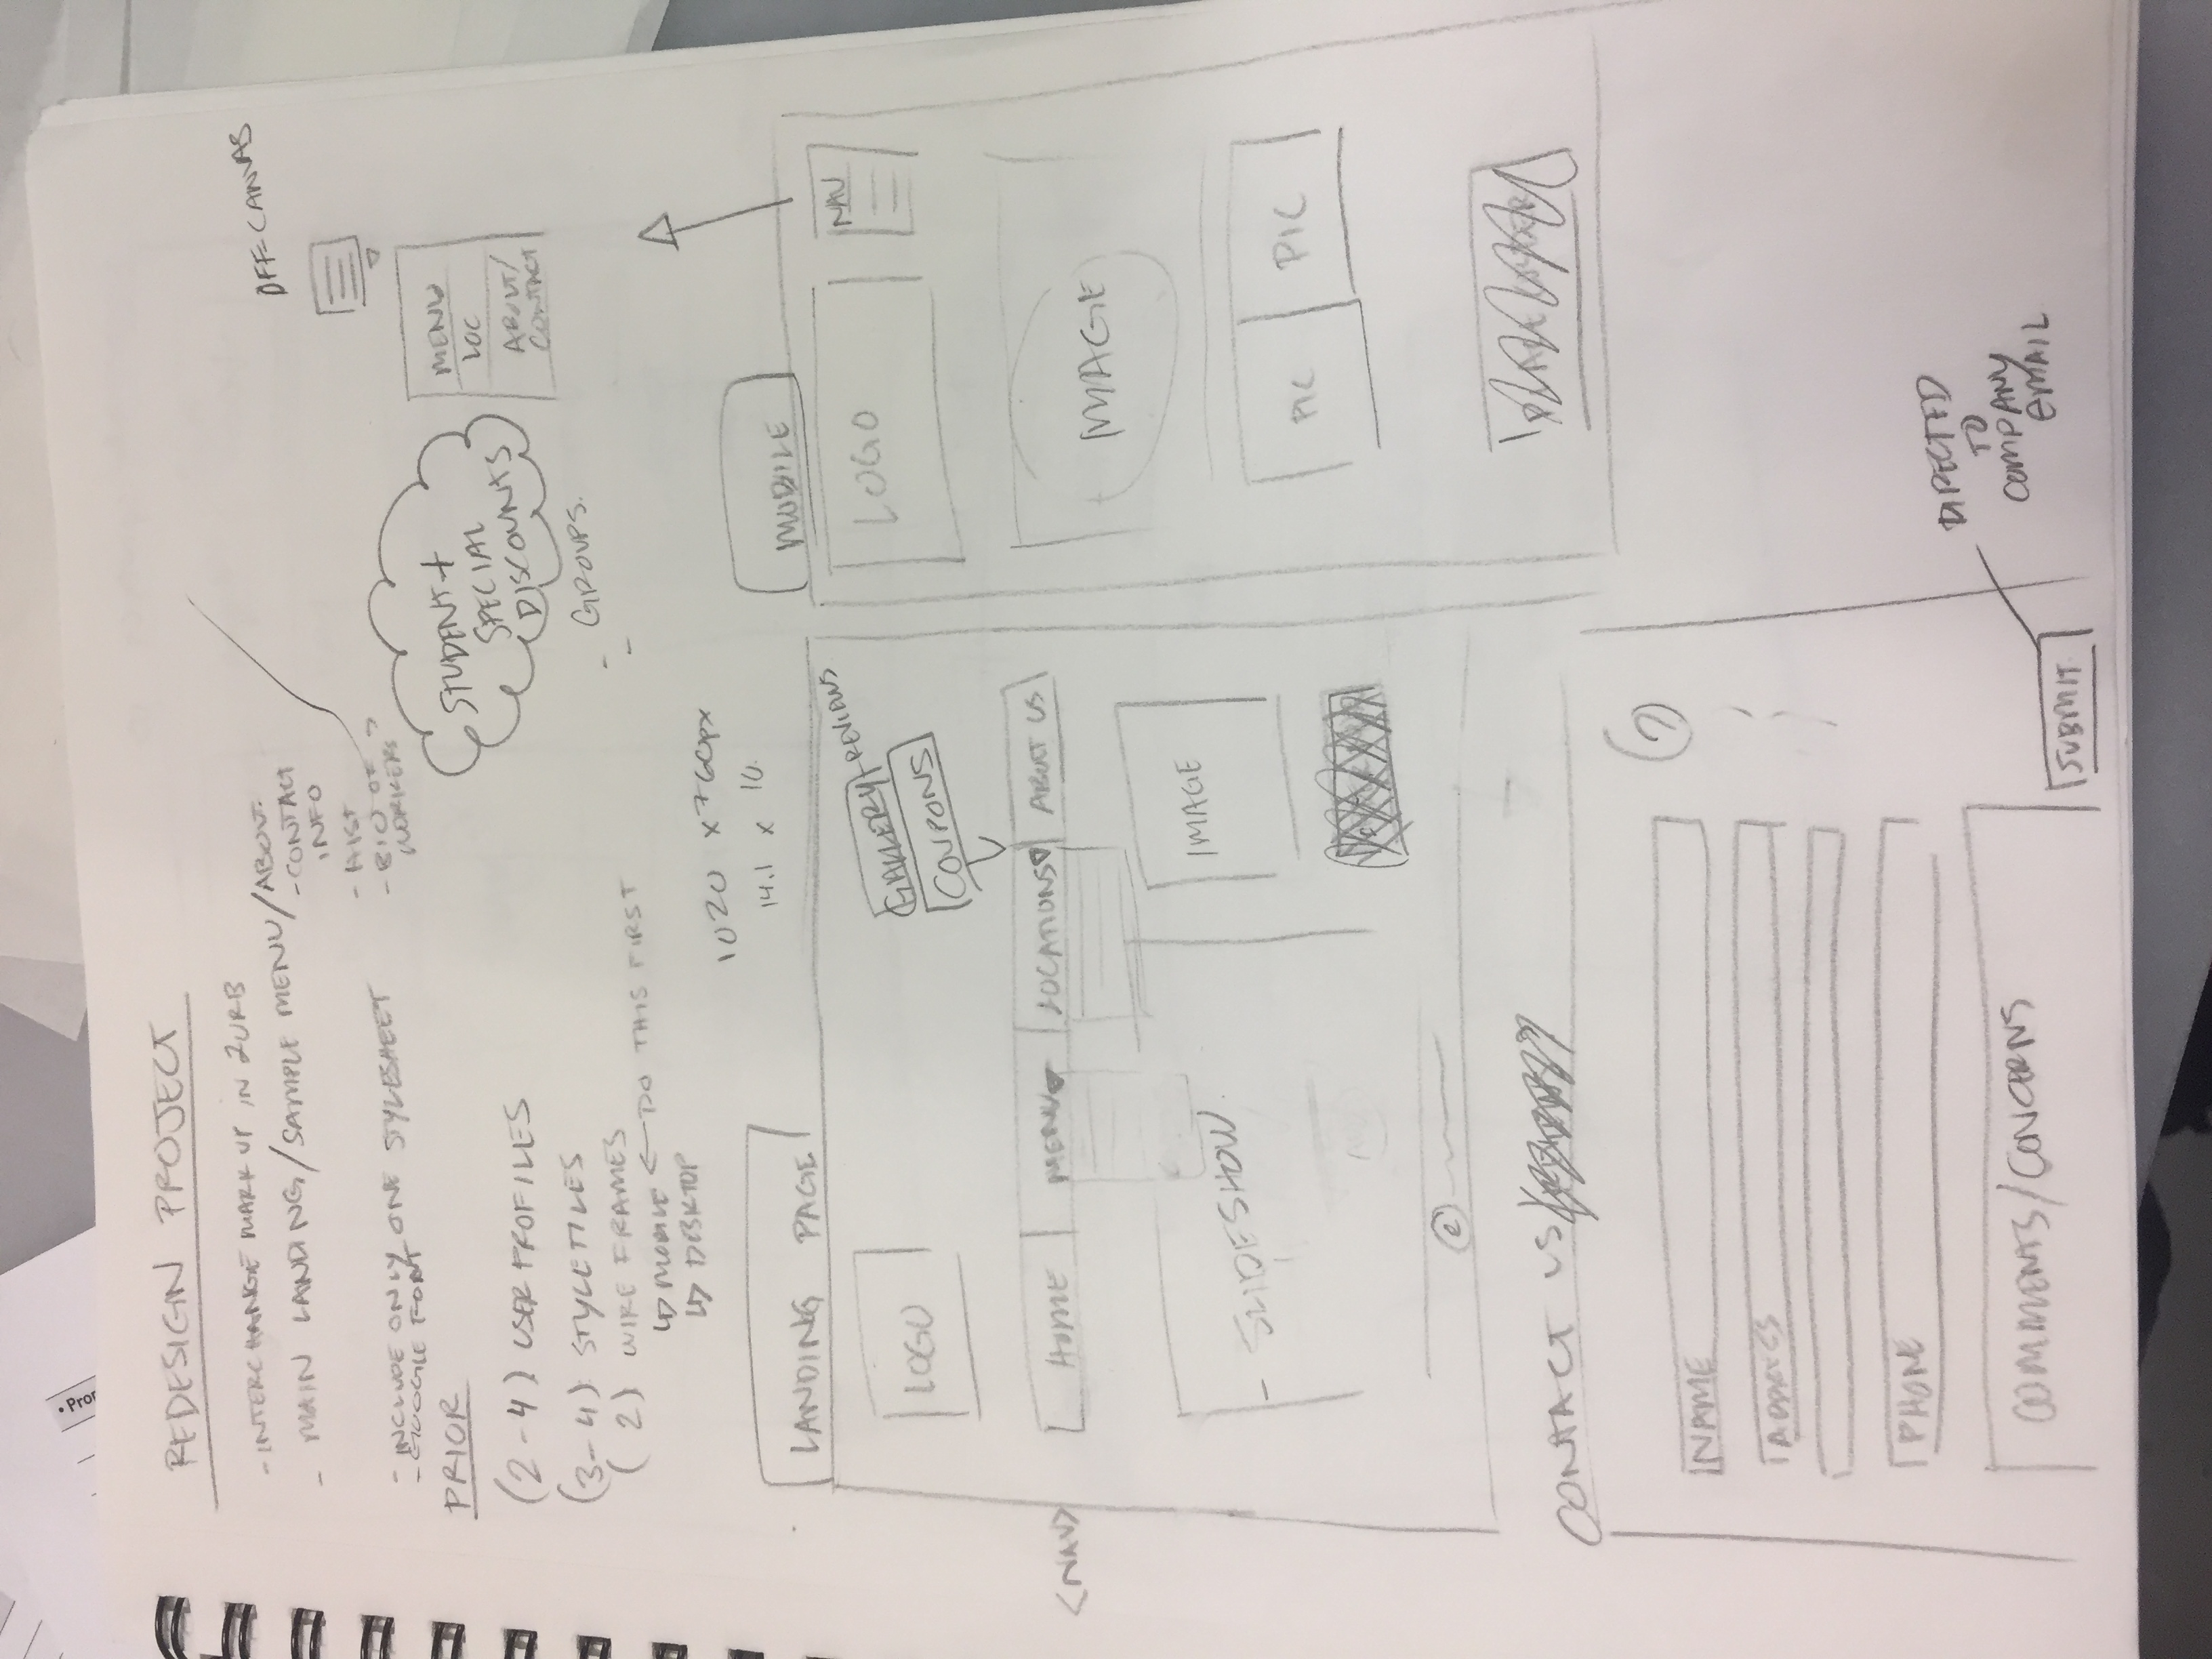 • Pror
REDESIGN PROJECT
- INTERCHANGE MARK UP IN ZURB
- MAIN LANDING/SAMPLE MENU/ABOUT
- CONTACT
INFO
- HIST
- BIO OF
WORKERS
- INCLUDE ONLY ONE STYLESHEET
- GOOGLE FONT
PRIOR
(2-4) USER PROFILES
(3-4) STYLETILES
(2) WIRE FRAMES
↳ MOBILE ← DO THIS FIRST
↳ DESKTOP
STUDENT +
SPECIAL
DISCOUNTS
- GROUPS.
-
OFF-CANVAS
MENU
LOC
ABOUT/
CONTACT
1020 x 760px
14.1 x 10.
LANDING PAGE
LOGO
GALLERY - REVIEWS
COUPONS
<NAV>
HOME
MENU
LOCATIONS
ABOUT US
SLIDESHOW
IMAGE
©
MOBILE
LOGO
NAV
IMAGE
PIC
PIC
CONTACT US
NAME
ADDRESS
PHONE
COMMENTS/CONCERNS
SUBMIT
DIRECTED
TO
COMPANY
EMAIL